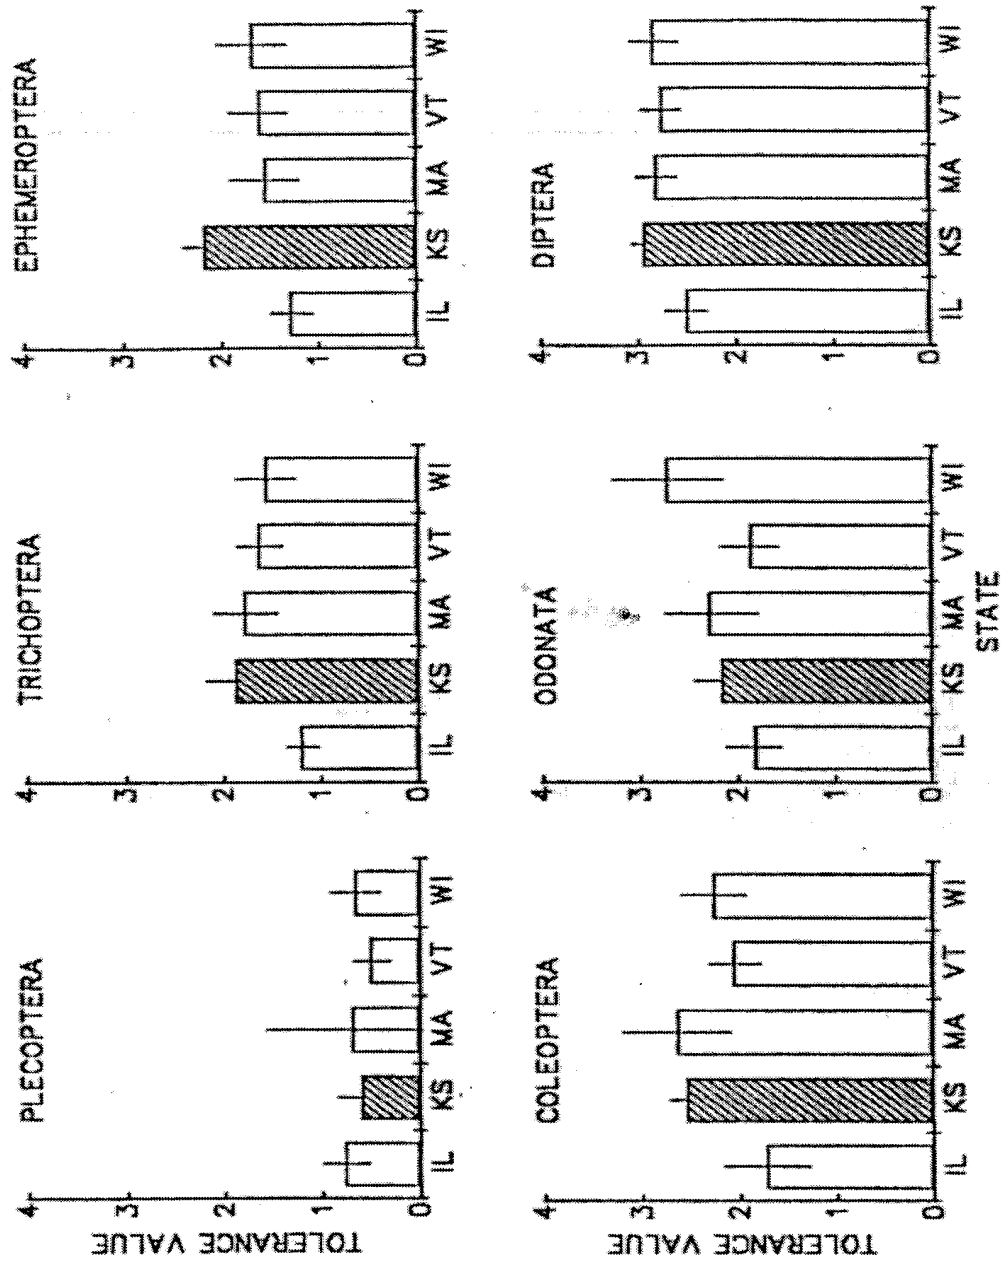 PLECOPTERA
TRICHOPTERA
EPHEMEROPTERA
TOLERANCE VALUE
4
3
2
1
0
IL KS MA VT WI
4
3
2
1
0
IL KS MA VT WI
4
3
2
1
0
IL KS MA VT WI
COLEOPTERA
ODONATA
DIPTERA
TOLERANCE VALUE
4
3
2
1
0
IL KS MA VT WI
4
3
2
1
0
IL KS MA VT WI
4
3
2
1
0
IL KS MA VT WI
STATE